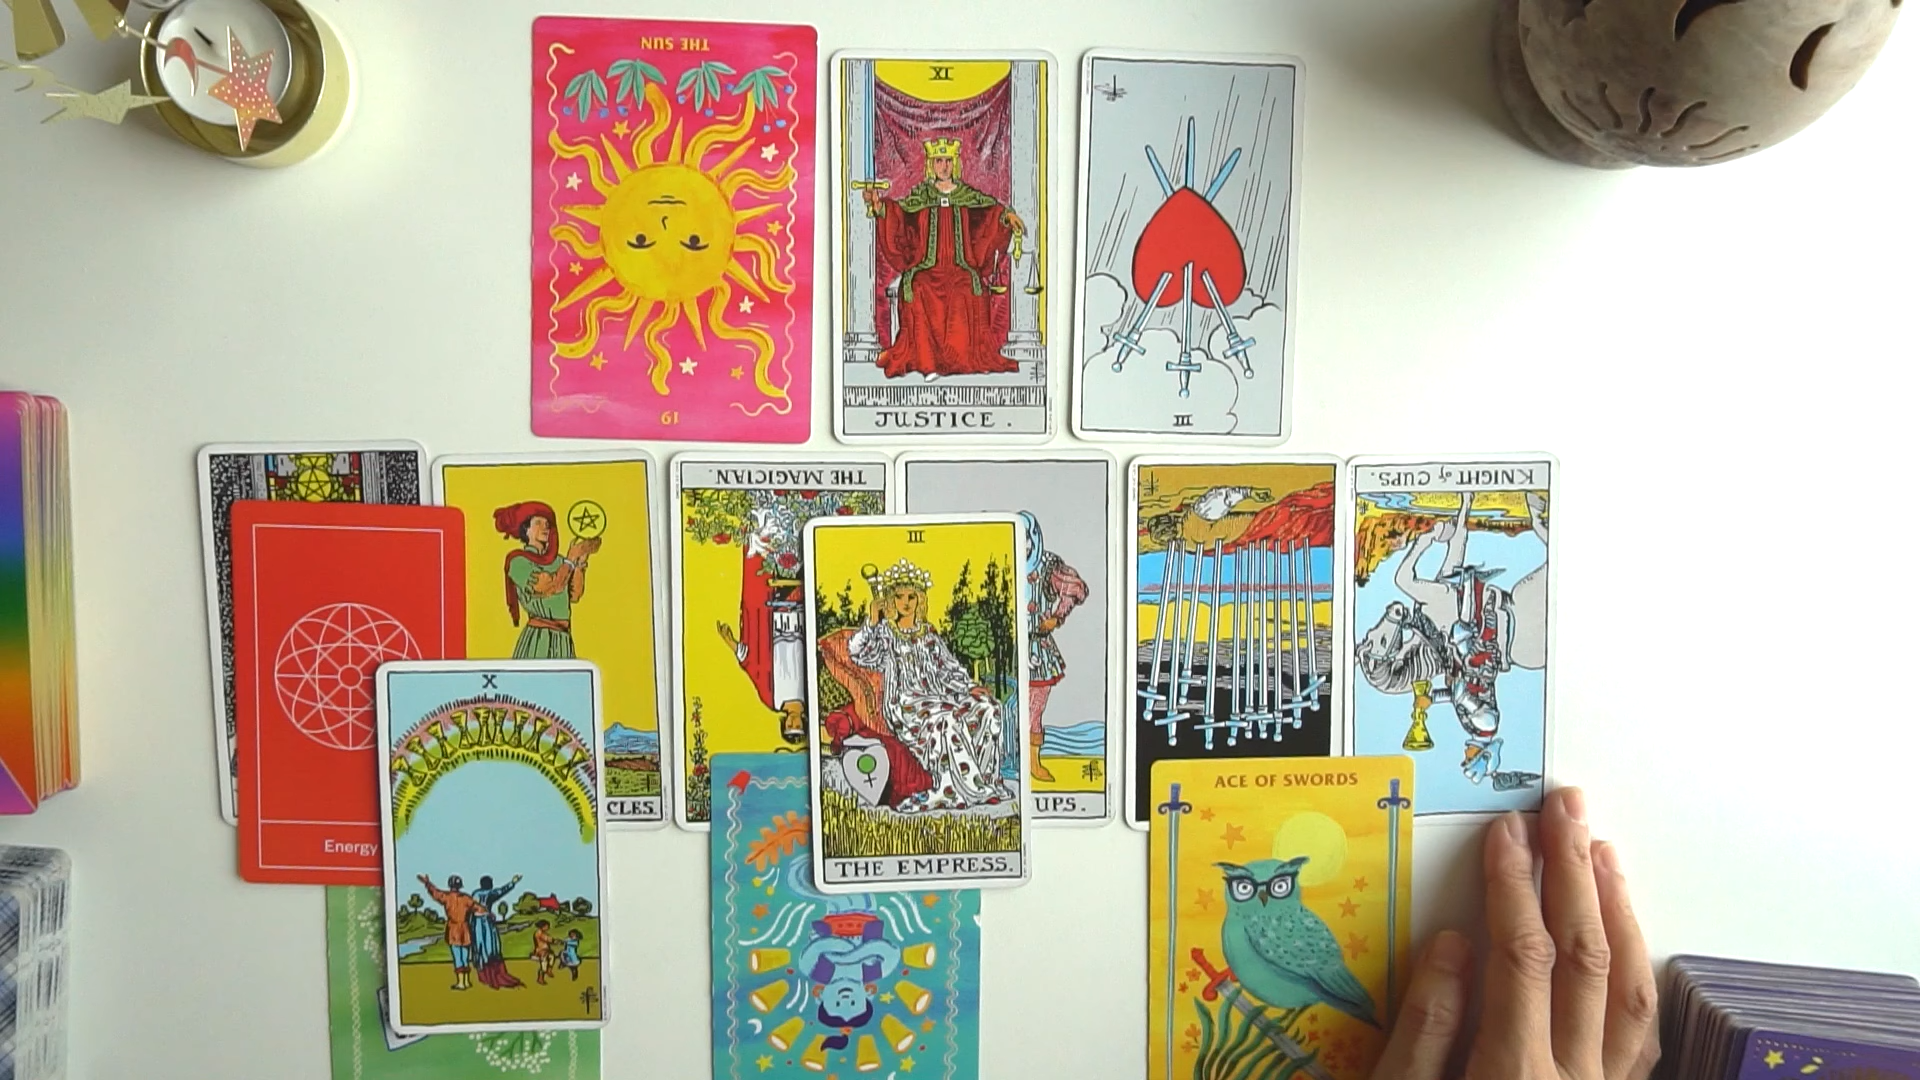 THE SUN
19
XI
JUSTICE.
III
THE MAGICIAN.
KNIGHT of CUPS.
CLES.
UPS.
III
THE EMPRESS.
Energy
X
ACE OF SWORDS